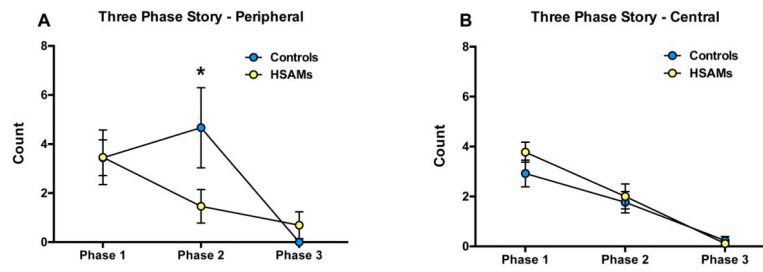 A
Three Phase Story - Peripheral
Controls
HSAMs
*
Count
8
6
4
2
0
Phase 1 Phase 2 Phase 3
B
Three Phase Story - Central
Controls
HSAMs
Count
8
6
4
2
0
Phase 1 Phase 2 Phase 3